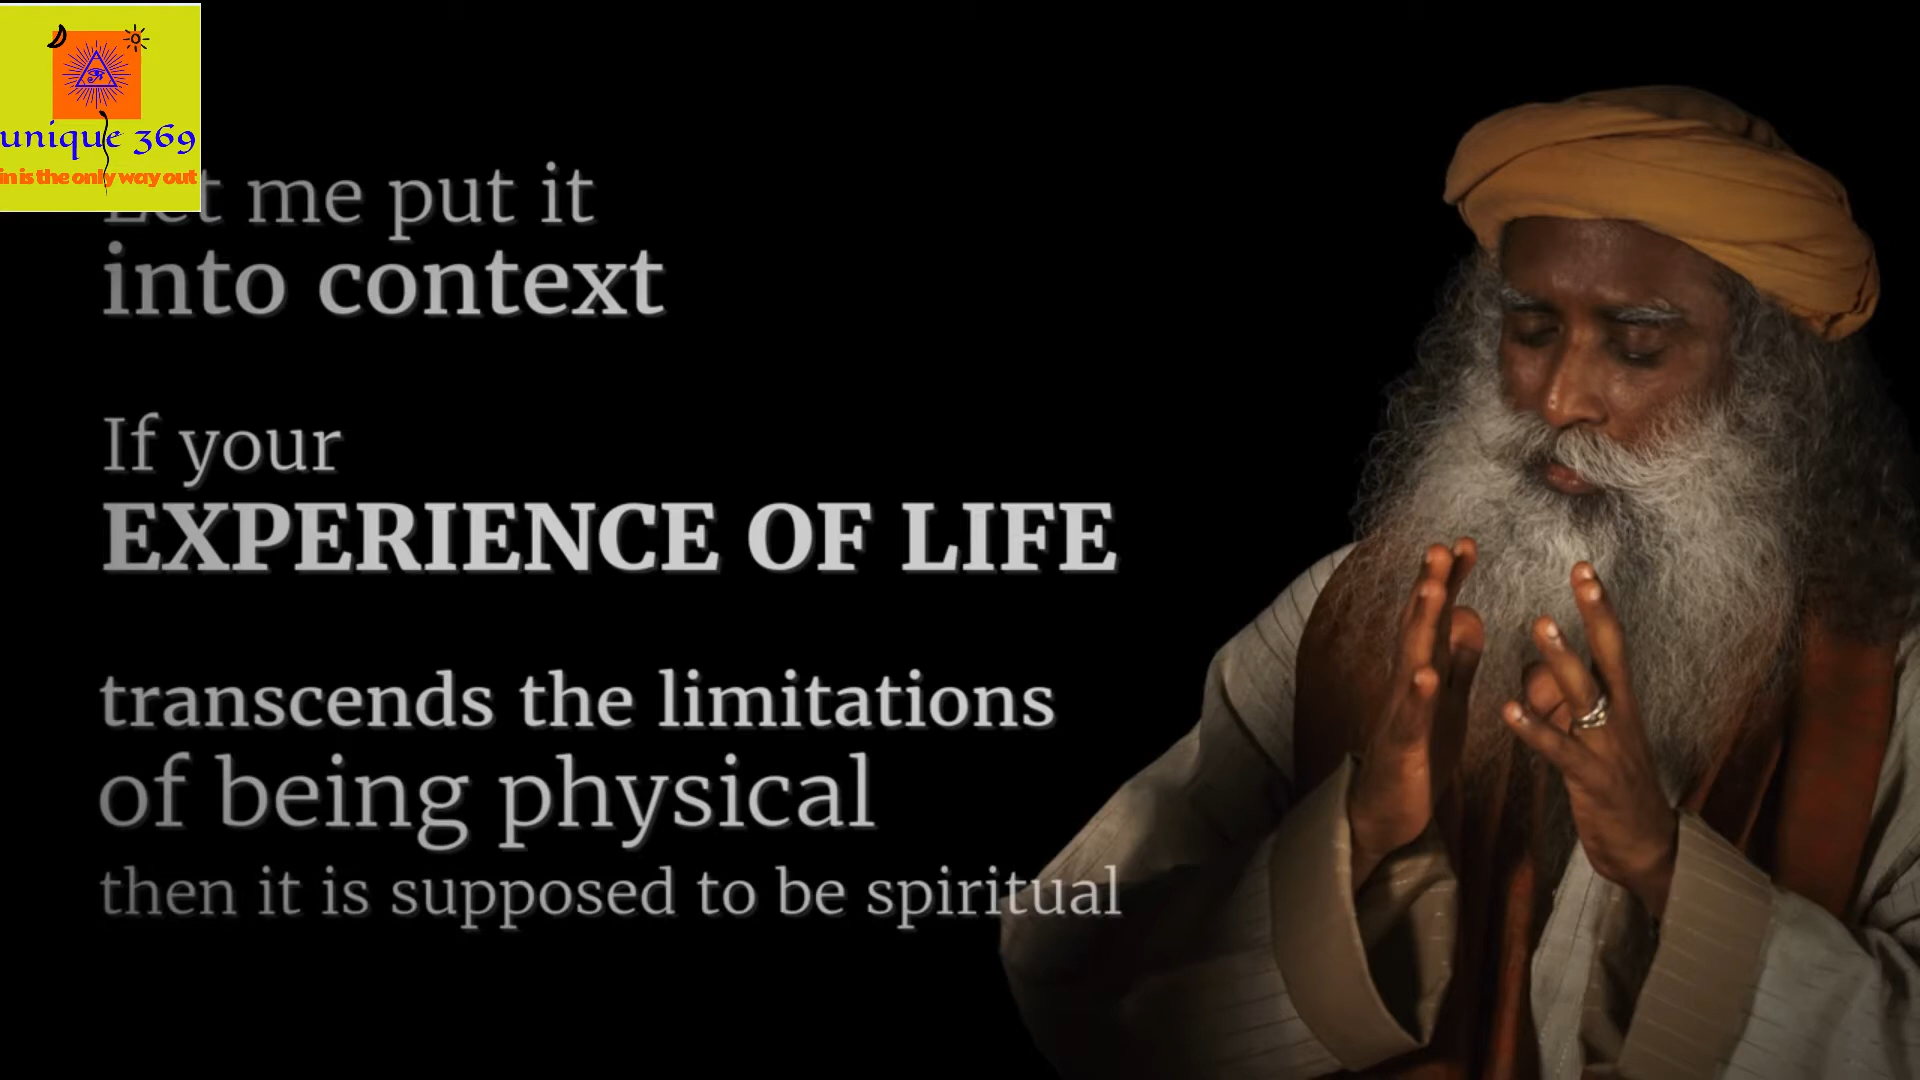 unique 369
in is the only way out
Let me put it
into context
If your
EXPERIENCE OF LIFE
transcends the limitations
of being physical
then it is supposed to be spiritual